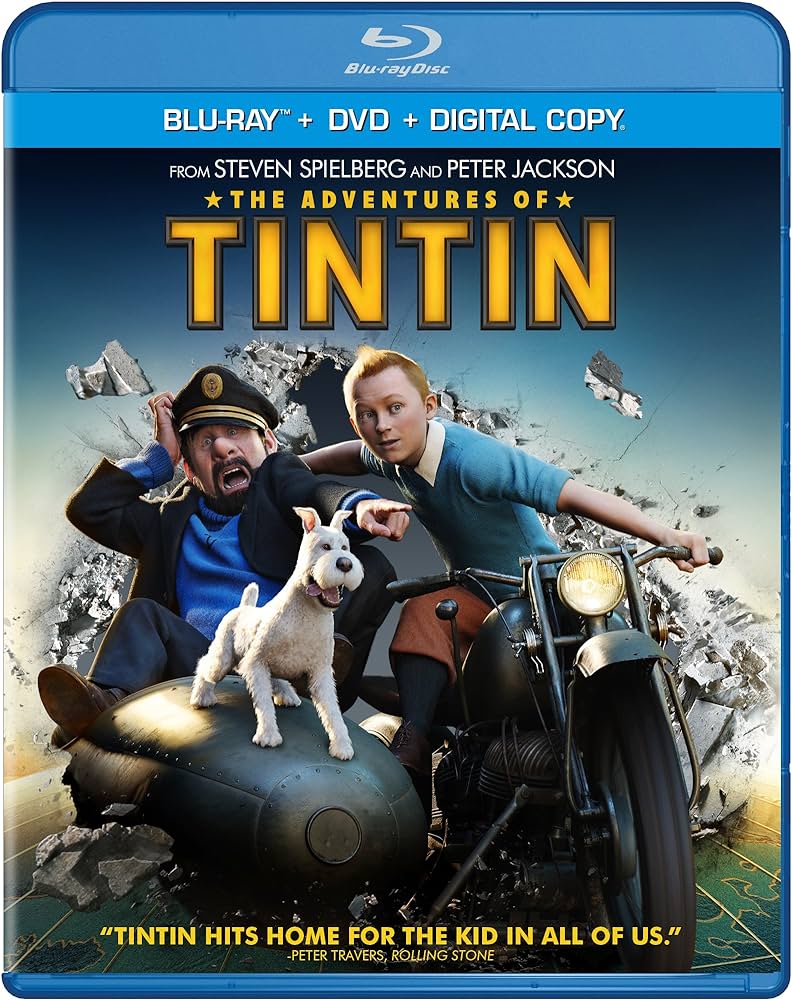 Blu-ray Disc
BLU-RAY™ + DVD + DIGITAL COPY®
FROM STEVEN SPIELBERG AND PETER JACKSON
★ THE ADVENTURES OF ★
TINTIN
“TINTIN HITS HOME FOR THE KID IN ALL OF US.”
-PETER TRAVERS, ROLLING STONE